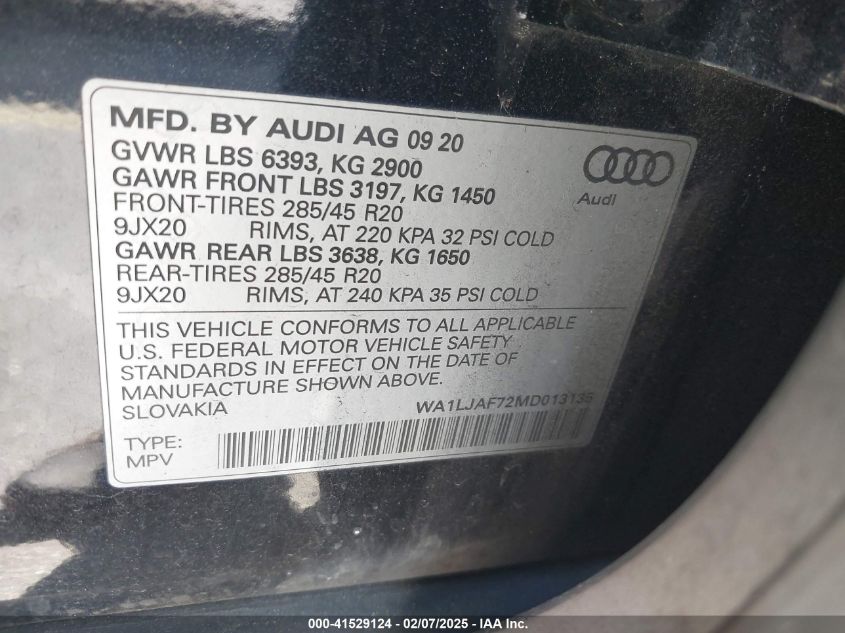 MFD. BY AUDI AG 09 20
GVWR LBS 6393, KG 2900
GAWR FRONT LBS 3197, KG 1450
FRONT-TIRES 285/45 R20
9JX20 RIMS, AT 220 KPA 32 PSI COLD
GAWR REAR LBS 3638, KG 1650
REAR-TIRES 285/45 R20
9JX20 RIMS, AT 240 KPA 35 PSI COLD
Audi
THIS VEHICLE CONFORMS TO ALL APPLICABLE
U.S. FEDERAL MOTOR VEHICLE SAFETY
STANDARDS IN EFFECT ON THE DATE OF
MANUFACTURE SHOWN ABOVE.
SLOVAKIA WA1LJAF72MD013135
TYPE:
MPV
000-41529124 - 02/07/2025 - IAA Inc.